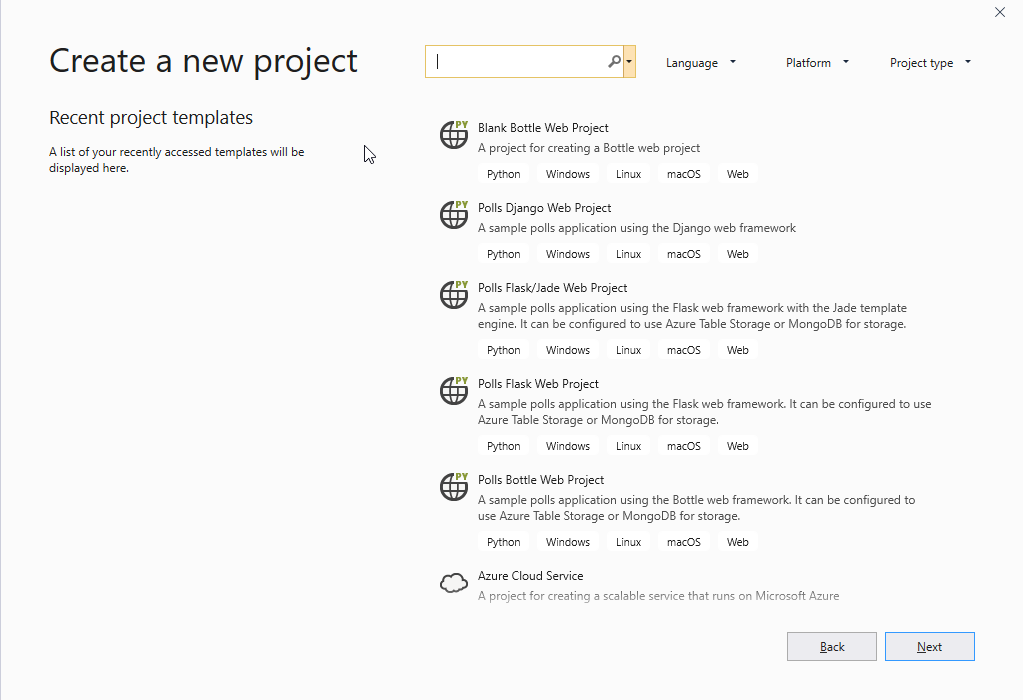 Create a new project
Language
Platform
Project type
Recent project templates
A list of your recently accessed templates will be
displayed here.
PY
Blank Bottle Web Project
A project for creating a Bottle web project
Python Windows Linux macOS Web
PY
Polls Django Web Project
A sample polls application using the Django web framework
Python Windows Linux macOS Web
PY
Polls Flask/Jade Web Project
A sample polls application using the Flask web framework with the Jade template
engine. It can be configured to use Azure Table Storage or MongoDB for storage.
Python Windows Linux macOS Web
PY
Polls Flask Web Project
A sample polls application using the Flask web framework. It can be configured to use
Azure Table Storage or MongoDB for storage.
Python Windows Linux macOS Web
PY
Polls Bottle Web Project
A sample polls application using the Bottle web framework. It can be configured to
use Azure Table Storage or MongoDB for storage.
Python Windows Linux macOS Web
Azure Cloud Service
A project for creating a scalable service that runs on Microsoft Azure
Back
Next